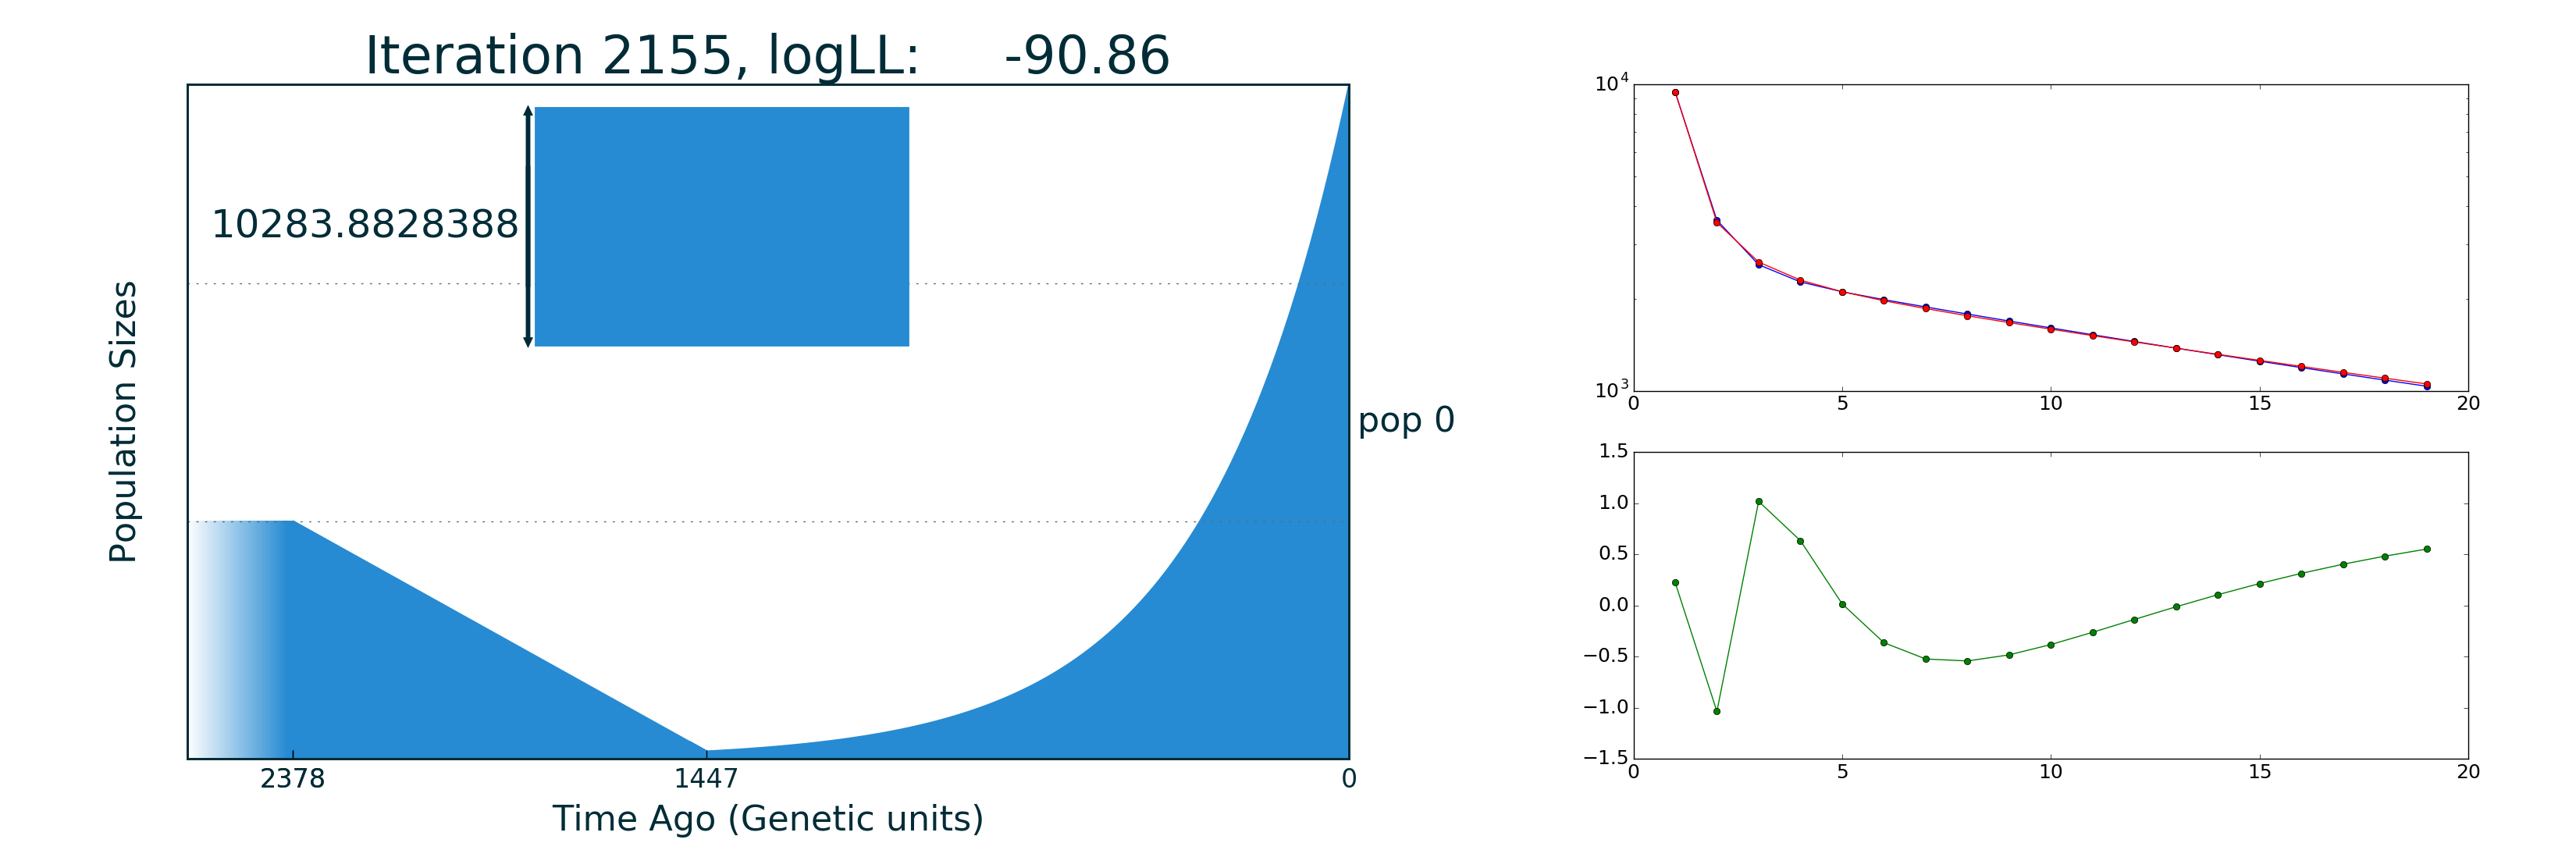 Iteration 2155, logLL: -90.86
Population Sizes
10283.8828388
pop 0
2378 1447 0
Time Ago (Genetic units)
10^4
10^3
0 5 10 15 20
1.5
1.0
0.5
0.0
−0.5
−1.0
−1.5
0 5 10 15 20